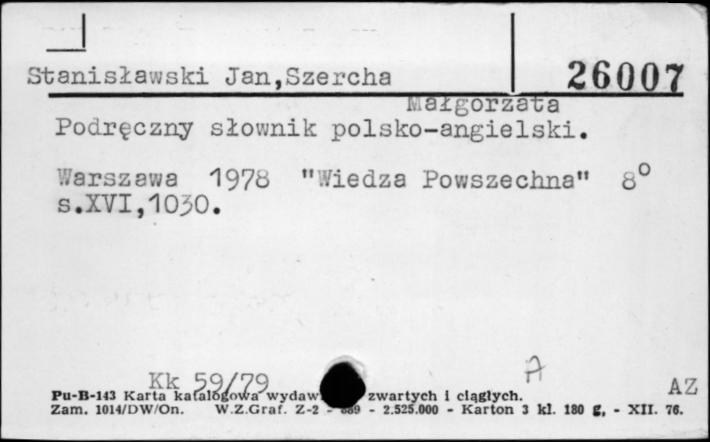 Stanisławski Jan,Szercha 26007
Małgorzata
Podręczny słownik polsko-angielski.
Warszawa 1978 "Wiedza Powszechna" 8°
s.XVI,1030.
Kk 59/79 A AZ
Pu-B-143 Karta katalogowa wydaw zwartych i ciągłych.
Zam. 1014/DW/On. W.Z.Graf. Z-2 - 889 - 2.525.000 - Karton 3 kl. 180 g, - XII. 76.